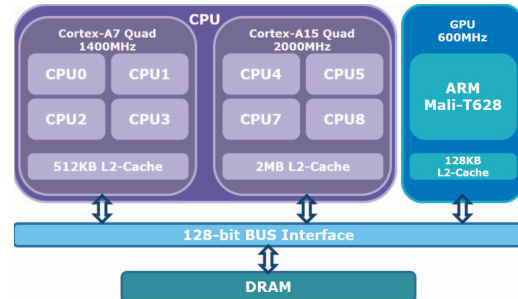 CPU
Cortex-A7 Quad
1400MHz
CPU0
CPU1
CPU2
CPU3
512KB L2-Cache
Cortex-A15 Quad
2000MHz
CPU4
CPU5
CPU7
CPU8
2MB L2-Cache
GPU
600MHz
ARM
Mali-T628
128KB
L2-Cache
128-bit BUS Interface
DRAM